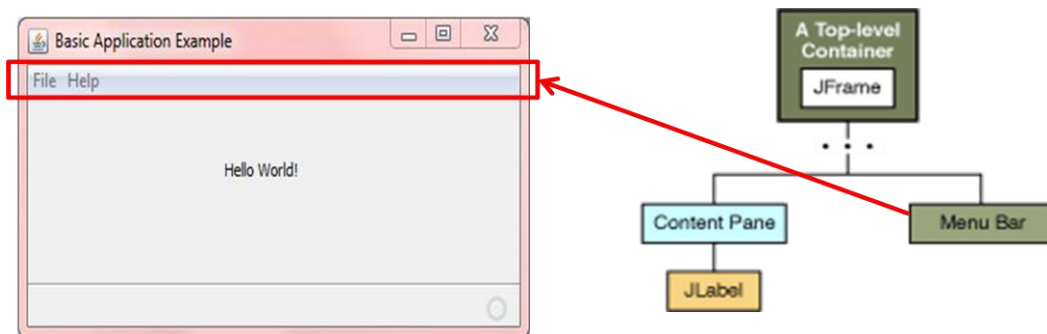 Basic Application Example
File Help
Hello World!
A Top-level
Container
JFrame
Content Pane
Menu Bar
JLabel